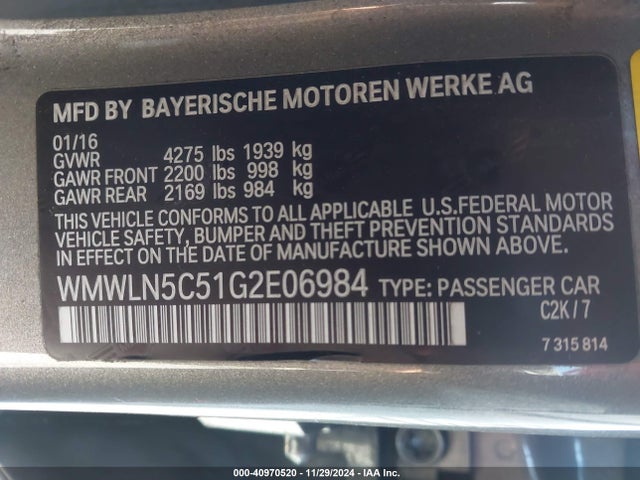 MFD BY BAYERISCHE MOTOREN WERKE AG
01/16
GVWR 4275 lbs 1939 kg
GAWR FRONT 2200 lbs 998 kg
GAWR REAR 2169 lbs 984 kg
THIS VEHICLE CONFORMS TO ALL APPLICABLE U.S.FEDERAL MOTOR
VEHICLE SAFETY, BUMPER AND THEFT PREVENTION STANDARDS
IN EFFECT ON THE DATE OF MANUFACTURE SHOWN ABOVE.
WMWLN5C51G2E06984 TYPE: PASSENGER CAR
C2K / 7
7 315 814
000-40970520 | 11/29/2024 | IAA Inc.